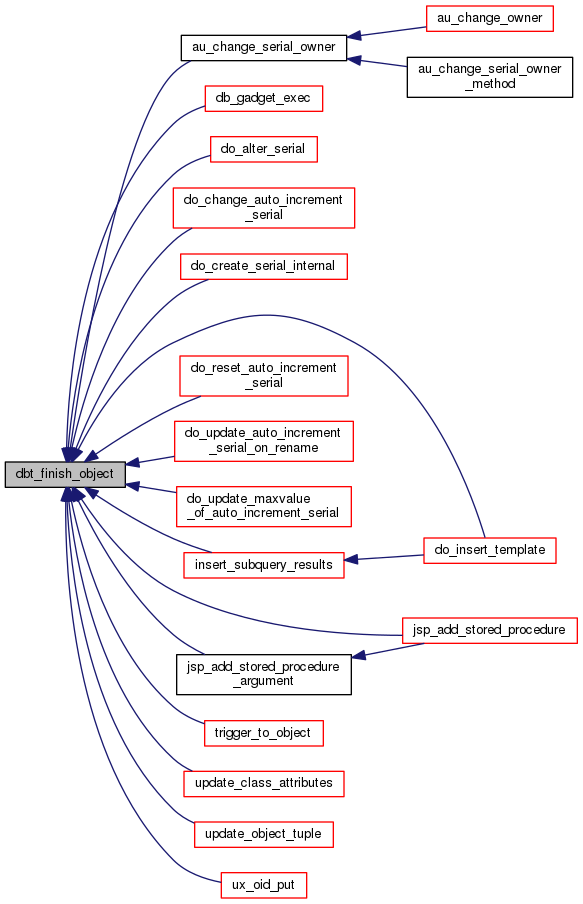 au_change_owner
au_change_serial_owner
au_change_serial_owner
_method
db_gadget_exec
do_alter_serial
do_change_auto_increment
_serial
do_create_serial_internal
do_reset_auto_increment
_serial
do_update_auto_increment
_serial_on_rename
dbt_finish_object
do_update_maxvalue
_of_auto_increment_serial
do_insert_template
insert_subquery_results
jsp_add_stored_procedure
jsp_add_stored_procedure
_argument
trigger_to_object
update_class_attributes
update_object_tuple
ux_oid_put